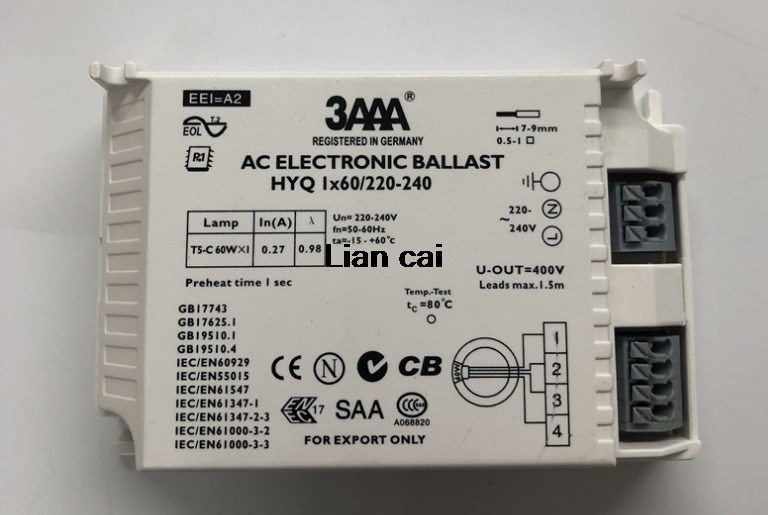 EEI=A2
3AAA®
REGISTERED IN GERMANY
EOL T.2
7-9mm
0.5-1
AC ELECTRONIC BALLAST
HYQ 1x60/220-240
Lamp In(A) λ
T5-C 60W×1 0.27 0.98
Un= 220-240V
fn=50-60Hz
ta=-15 - +60°c
220-
~
240V
N
L
Lian cai
Preheat time 1 sec
U-OUT=400V
Leads max.1.5m
Temp.-Test
tc =80°C
GB17743
GB17625.1
GB19510.1
GB19510.4
IEC/EN60929
IEC/EN55015
IEC/EN61547
IEC/EN61347-1
IEC/EN61347-2-3
IEC/EN61000-3-2
IEC/EN61000-3-3
CE N CB
17 SAA CCC
A068820
FOR EXPORT ONLY
60W
1
2
3
4